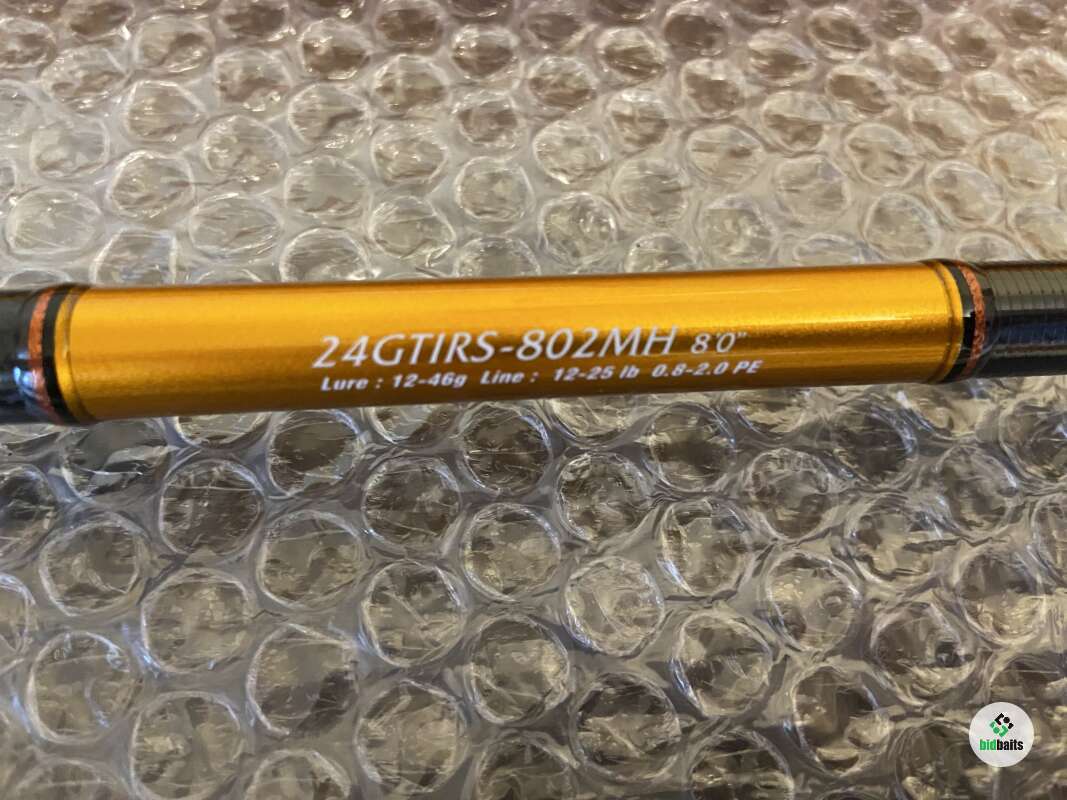 24GTIRS-802MH 8'0"
Lure : 12-46g Line : 12-25 lb 0.8-2.0 PE
bidbaits